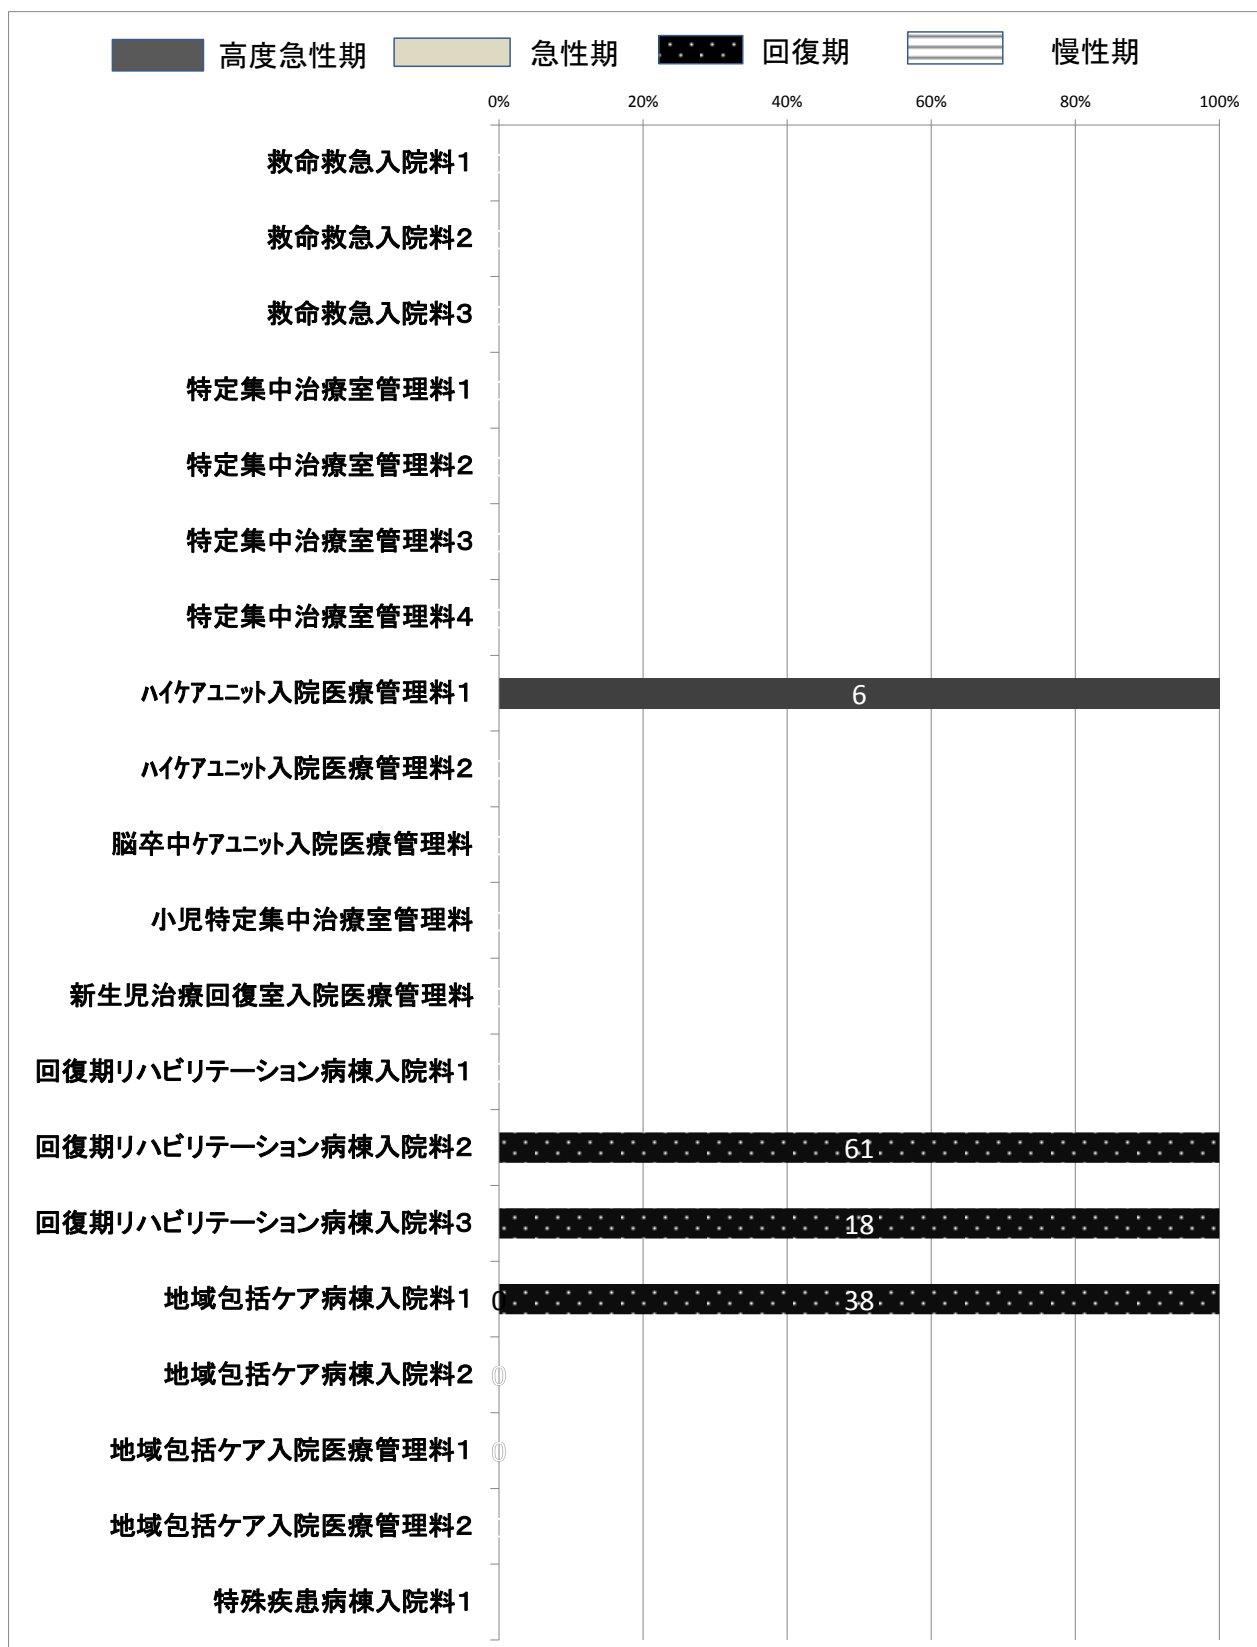 高度急性期 急性期 回復期 慢性期
0% 20% 40% 60% 80% 100%
救命救急入院料1
救命救急入院料2
救命救急入院料3
特定集中治療室管理料1
特定集中治療室管理料2
特定集中治療室管理料3
特定集中治療室管理料4
ﾊｲｹｱﾕﾆｯﾄ入院医療管理料1 6
ﾊｲｹｱﾕﾆｯﾄ入院医療管理料2
脳卒中ｹｱﾕﾆｯﾄ入院医療管理料
小児特定集中治療室管理料
新生児治療回復室入院医療管理料
回復期リハビリテーション病棟入院料1
回復期リハビリテーション病棟入院料2 61
回復期リハビリテーション病棟入院料3 18
地域包括ケア病棟入院料1 0 38
地域包括ケア病棟入院料2 0
地域包括ケア入院医療管理料1 0
地域包括ケア入院医療管理料2
特殊疾患病棟入院料1